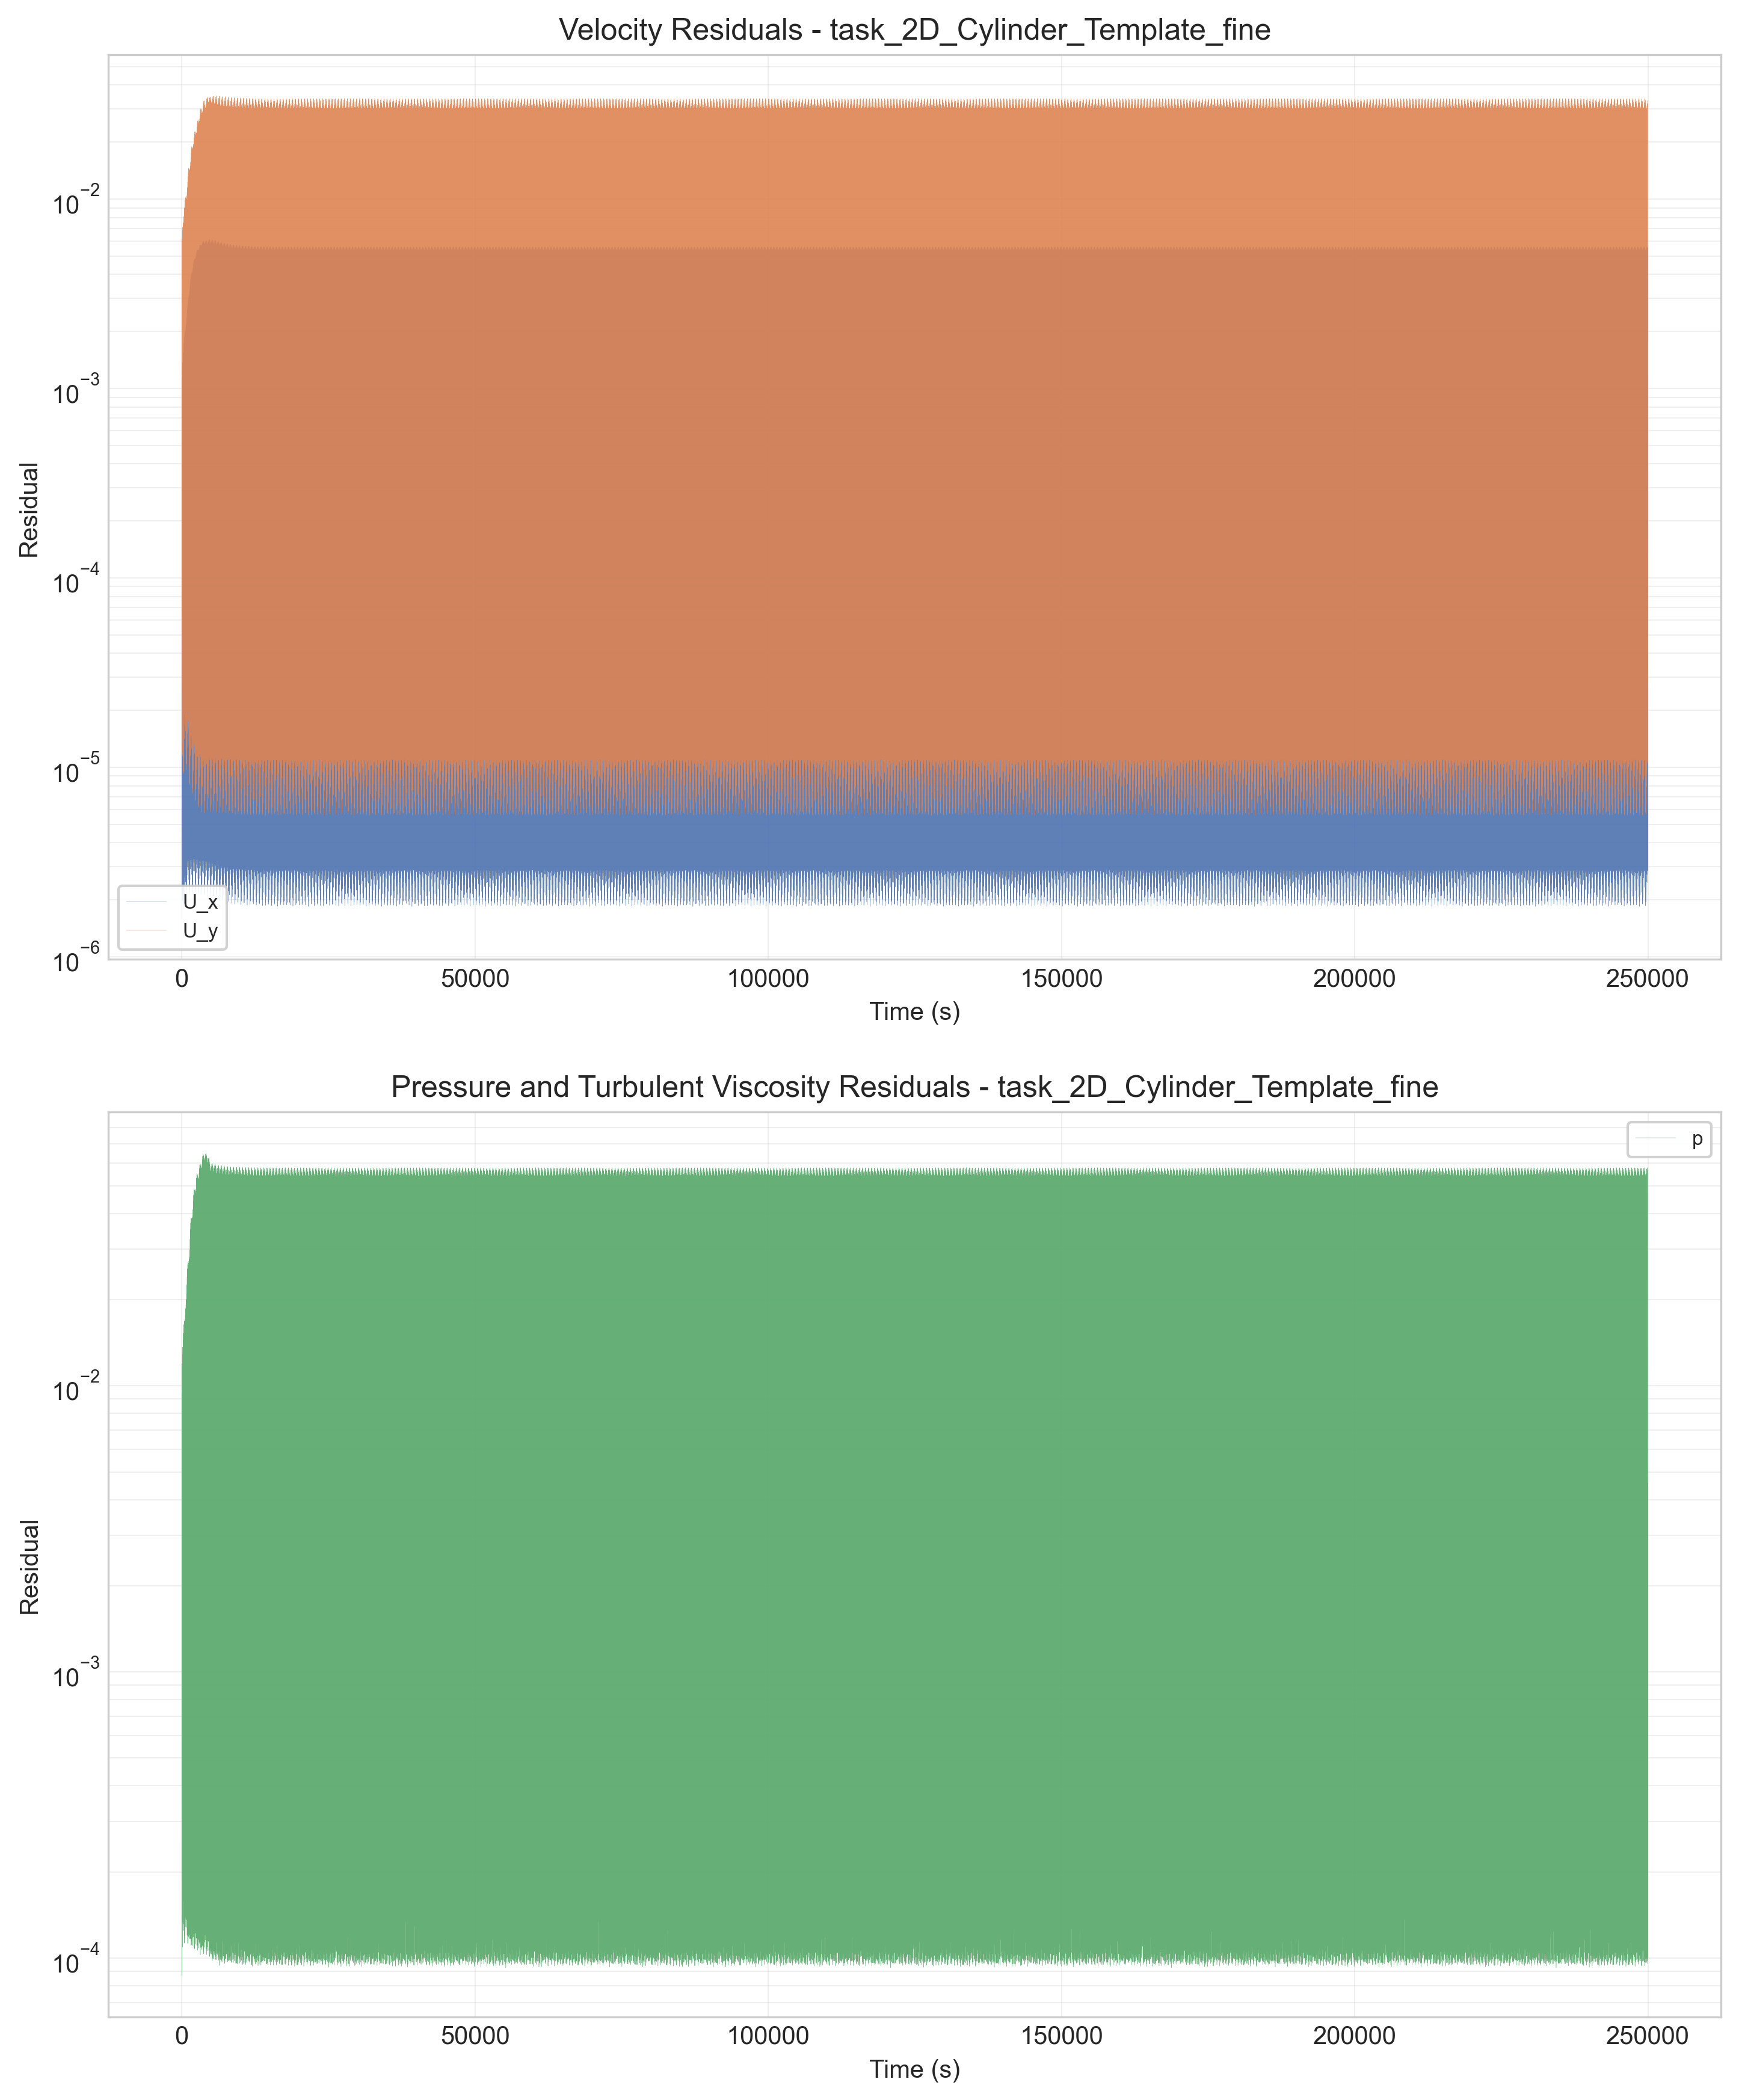 Velocity Residuals - task_2D_Cylinder_Template_fine
10⁻²
10⁻³
10⁻⁴
10⁻⁵
10⁻⁶
Residual
U_x
U_y
0 50000 100000 150000 200000 250000
Time (s)
Pressure and Turbulent Viscosity Residuals - task_2D_Cylinder_Template_fine
p
10⁻²
10⁻³
10⁻⁴
Residual
0 50000 100000 150000 200000 250000
Time (s)